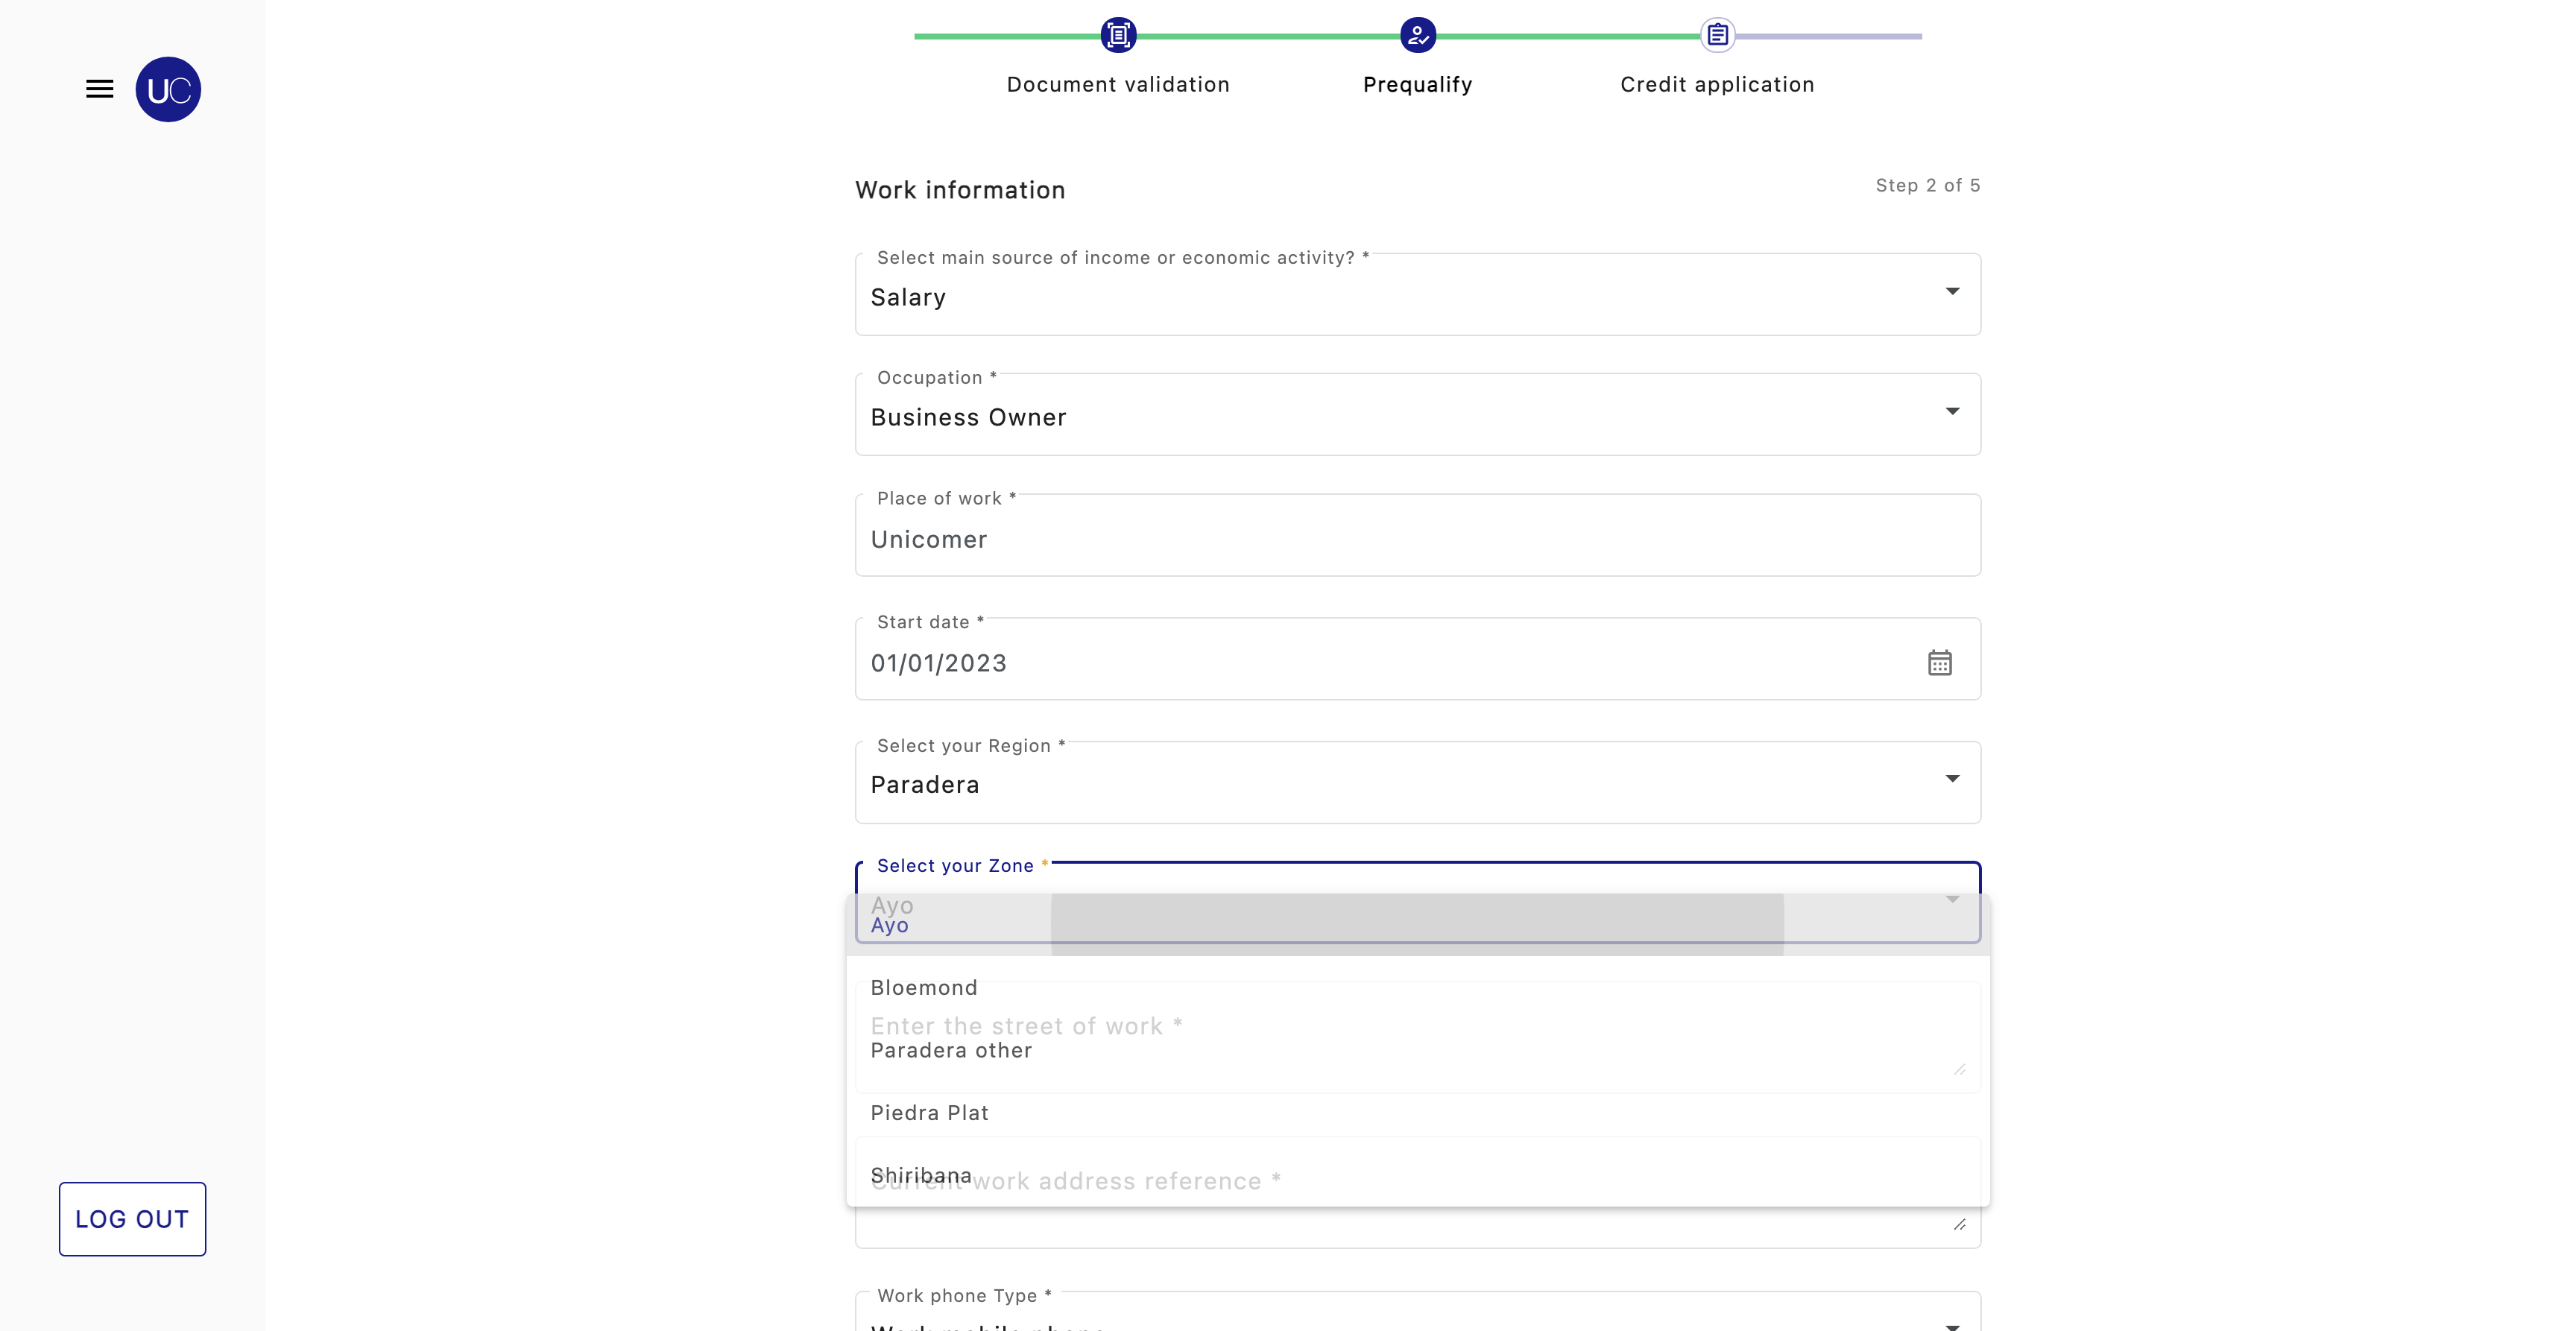 Document validation
Prequalify
Credit application
UC
Work information
Step 2 of 5
Select main source of income or economic activity? *
Salary
Occupation *
Business Owner
Place of work *
Unicomer
Start date *
01/01/2023
Select your Region *
Paradera
Select your Zone *
Ayo
Ayo
Bloemond
Enter the street of work *
Paradera other
Piedra Plat
Shiribana
Current work address reference *
LOG OUT
Work phone Type *
Work mobile phone